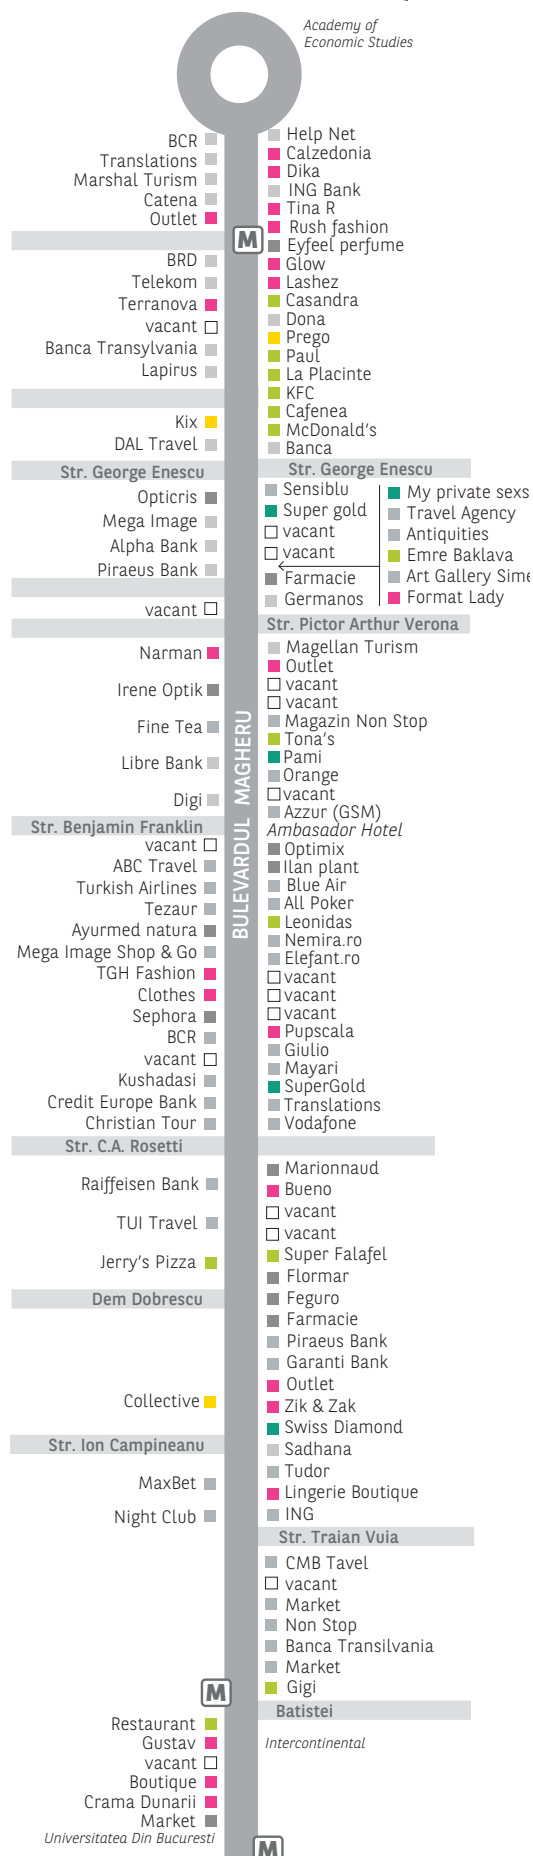 Academy of
Economic Studies
BCR
Translations
Marshal Turism
Catena
Outlet
BRD
Telekom
Terranova
vacant
Banca Transylvania
Lapirus
Kix
DAL Travel
Str. George Enescu
Opticris
Mega Image
Alpha Bank
Piraeus Bank
vacant
Narman
Irene Optik
Fine Tea
Libre Bank
Digi
Str. Benjamin Franklin
vacant
ABC Travel
Turkish Airlines
Tezaur
Ayurmed natura
Mega Image Shop & Go
TGH Fashion
Clothes
Sephora
BCR
vacant
Kushadasi
Credit Europe Bank
Christian Tour
Str. C.A. Rosetti
Raiffeisen Bank
TUI Travel
Jerry's Pizza
Dem Dobrescu
Collective
Str. Ion Campineanu
MaxBet
Night Club
M
Restaurant
Gustav
vacant
Boutique
Crama Dunarii
Market
Universitatea Din Bucuresti
M
BULEVARDUL MAGHERU
M
Help Net
Calzedonia
Dika
ING Bank
Tina R
Rush fashion
Eyfeel perfume
Glow
Lashez
Casandra
Dona
Prego
Paul
La Placinte
KFC
Cafenea
McDonald's
Banca
Str. George Enescu
Sensiblu
Super gold
vacant
vacant
Farmacie
Germanos
My private sexs
Travel Agency
Antiquities
Emre Baklava
Art Gallery Sime
Format Lady
Str. Pictor Arthur Verona
Magellan Turism
Outlet
vacant
vacant
Magazin Non Stop
Tona's
Pami
Orange
vacant
Azzur (GSM)
Ambasador Hotel
Optimix
Ilan plant
Blue Air
All Poker
Leonidas
Nemira.ro
Elefant.ro
vacant
vacant
vacant
Pupscala
Giulio
Mayari
SuperGold
Translations
Vodafone
Marionnaud
Bueno
vacant
vacant
Super Falafel
Flormar
Feguro
Farmacie
Piraeus Bank
Garanti Bank
Outlet
Zik & Zak
Swiss Diamond
Sadhana
Tudor
Lingerie Boutique
ING
Str. Traian Vuia
CMB Tavel
vacant
Market
Non Stop
Banca Transilvania
Market
Gigi
Batistei
Intercontinental